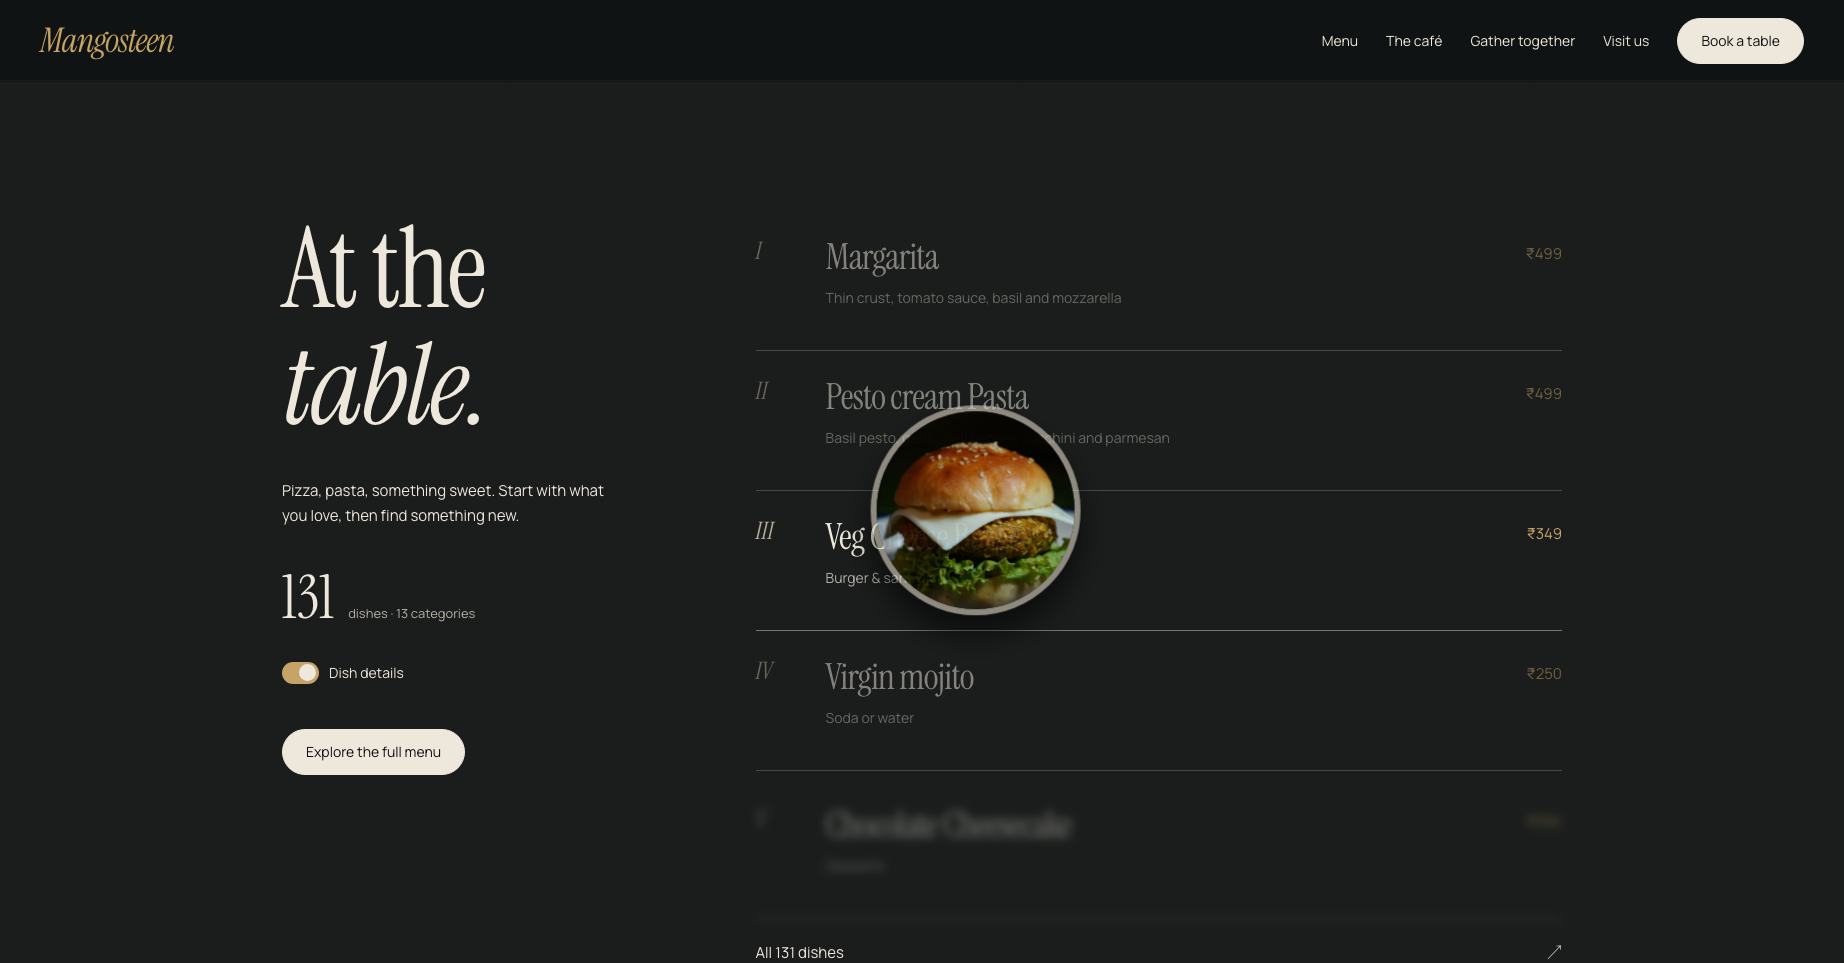 Mangosteen
Menu
The café
Gather together
Visit us
Book a table
At the
table.
Pizza, pasta, something sweet. Start with what
you love, then find something new.
131 dishes · 13 categories
Dish details
Explore the full menu
I Margarita ₹499
Thin crust, tomato sauce, basil and mozzarella
II Pesto cream Pasta ₹499
Basil pesto, and parmesan
III Veg ₹349
Burger &
IV Virgin mojito ₹250
Soda or water
Chocolate Cheesecake
All 131 dishes ↗